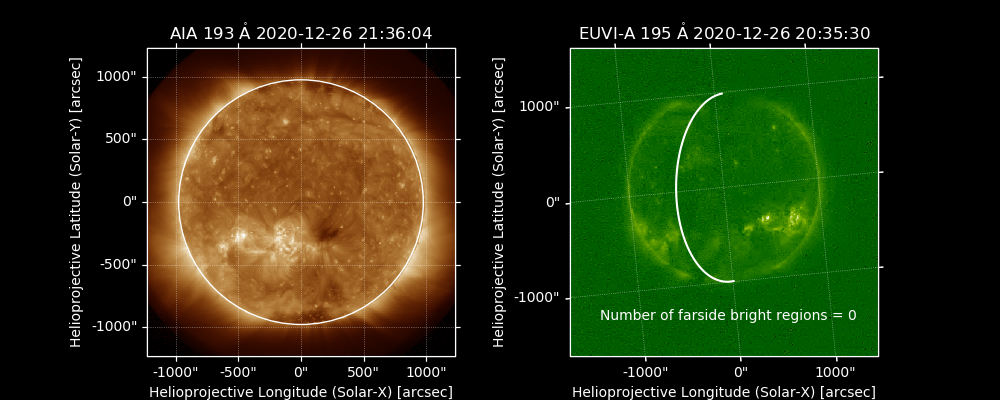 AIA 193 Å 2020-12-26 21:36:04
EUVI-A 195 Å 2020-12-26 20:35:30
Helioprojective Latitude (Solar-Y) [arcsec]
1000"
500"
0"
-500"
-1000"
-1000"
-500"
0"
500"
1000"
Helioprojective Longitude (Solar-X) [arcsec]
Helioprojective Latitude (Solar-Y) [arcsec]
1000"
0"
-1000"
Number of farside bright regions = 0
-1000"
0"
1000"
Helioprojective Longitude (Solar-X) [arcsec]